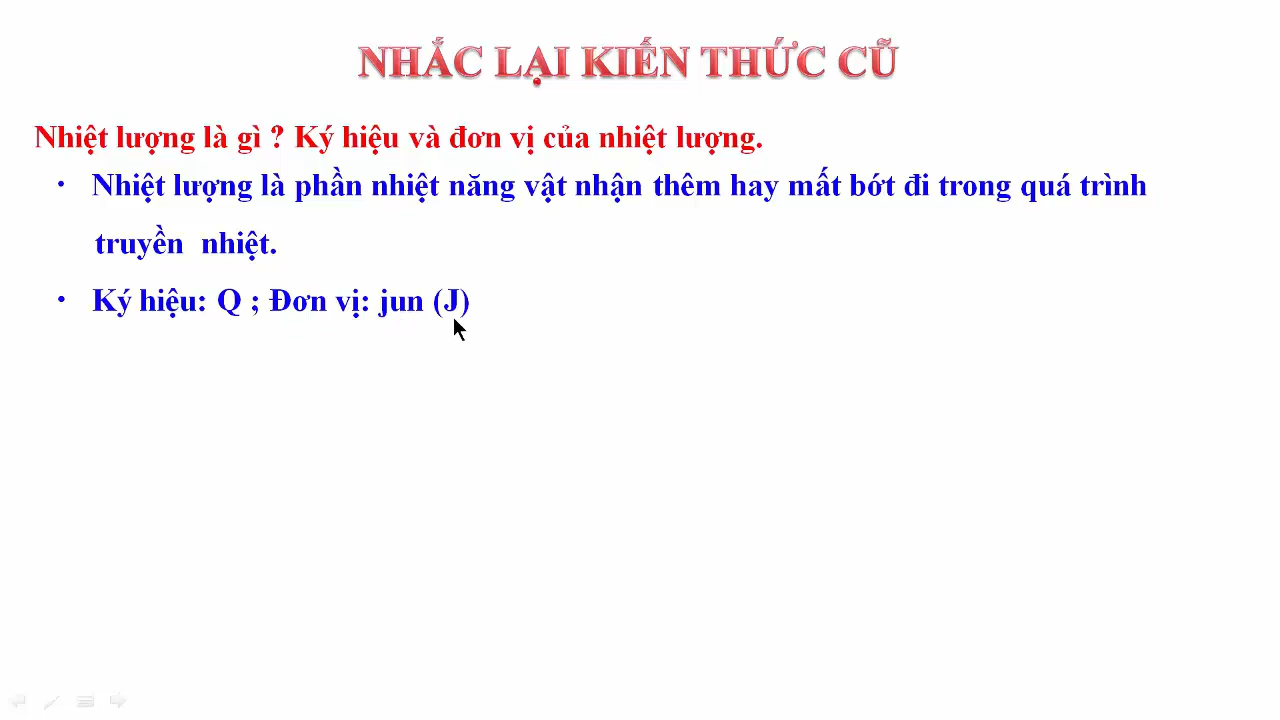 NHẮC LẠI KIẾN THỨC CŨ
Nhiệt lượng là gì ? Ký hiệu và đơn vị của nhiệt lượng.
• Nhiệt lượng là phần nhiệt năng vật nhận thêm hay mất bớt đi trong quá trình
truyền nhiệt.
• Ký hiệu: Q ; Đơn vị: jun (J)